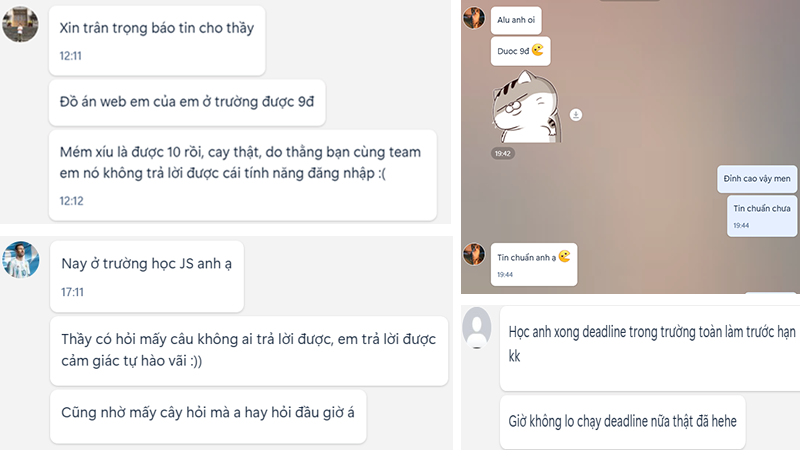 Xin trân trọng báo tin cho thầy
12:11
Đồ án web em của em ở trường được 9đ
Mém xíu là được 10 rồi, cay thật, do thằng bạn cùng team
em nó không trả lời được cái tính năng đăng nhập :(
12:12
Alu anh oi
Duoc 9đ
19:42
Đỉnh cao vậy men
Tin chuẩn chưa
19:44
Tin chuẩn anh ạ
19:44
Nay ở trường học JS anh ạ
17:11
Thầy có hỏi mấy câu không ai trả lời được, em trả lời được
cảm giác tự hào vãi :))
Cũng nhờ mấy cây hỏi mà a hay hỏi đầu giờ á
Học anh xong deadline trong trường toàn làm trước hạn
kk
Giờ không lo chạy deadline nữa thật đã hehe